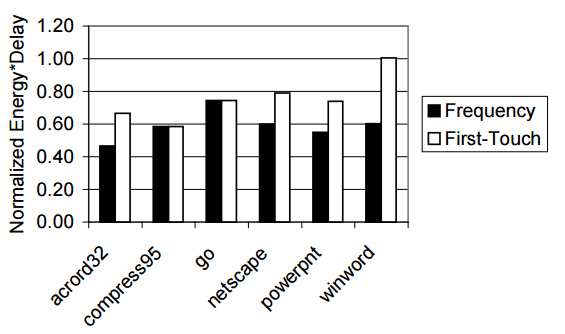 Normalized Energy*Delay
1.20
1.00
0.80
0.60
0.40
0.20
0.00
acrord32
compress95
go
netscape
powerpnt
winword
Frequency
First-Touch